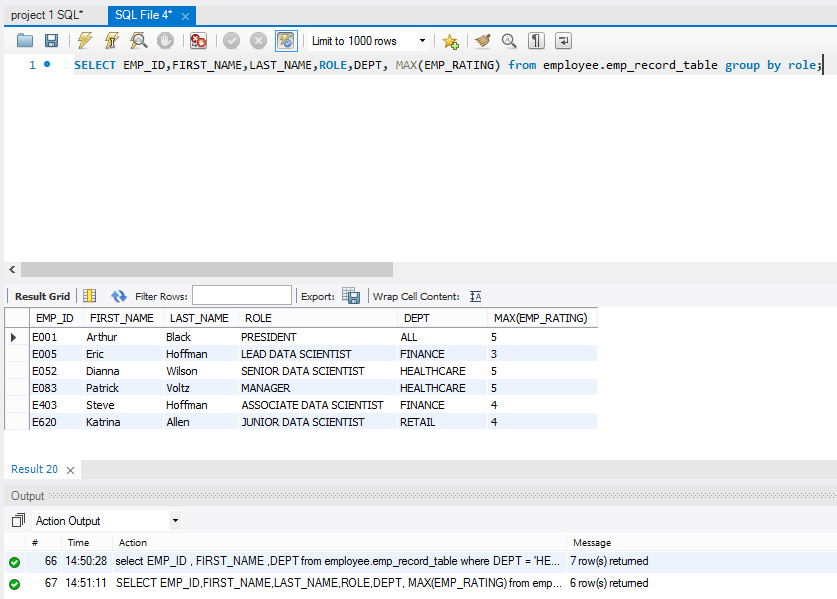 project 1 SQL* SQL File 4*
Limit to 1000 rows
1 SELECT EMP_ID,FIRST_NAME,LAST_NAME,ROLE,DEPT, MAX(EMP_RATING) from employee.emp_record_table group by role;
Result Grid Filter Rows: Export: Wrap Cell Content:
EMP_ID FIRST_NAME LAST_NAME ROLE DEPT MAX(EMP_RATING)
E001 Arthur Black PRESIDENT ALL 5
E005 Eric Hoffman LEAD DATA SCIENTIST FINANCE 3
E052 Dianna Wilson SENIOR DATA SCIENTIST HEALTHCARE 5
E083 Patrick Voltz MANAGER HEALTHCARE 5
E403 Steve Hoffman ASSOCIATE DATA SCIENTIST FINANCE 4
E620 Katrina Allen JUNIOR DATA SCIENTIST RETAIL 4
Result 20
Output
Action Output
# Time Action Message
66 14:50:28 select EMP_ID , FIRST_NAME ,DEPT from employee.emp_record_table where DEPT = 'HE... 7 row(s) returned
67 14:51:11 SELECT EMP_ID,FIRST_NAME,LAST_NAME,ROLE,DEPT, MAX(EMP_RATING) from emp... 6 row(s) returned